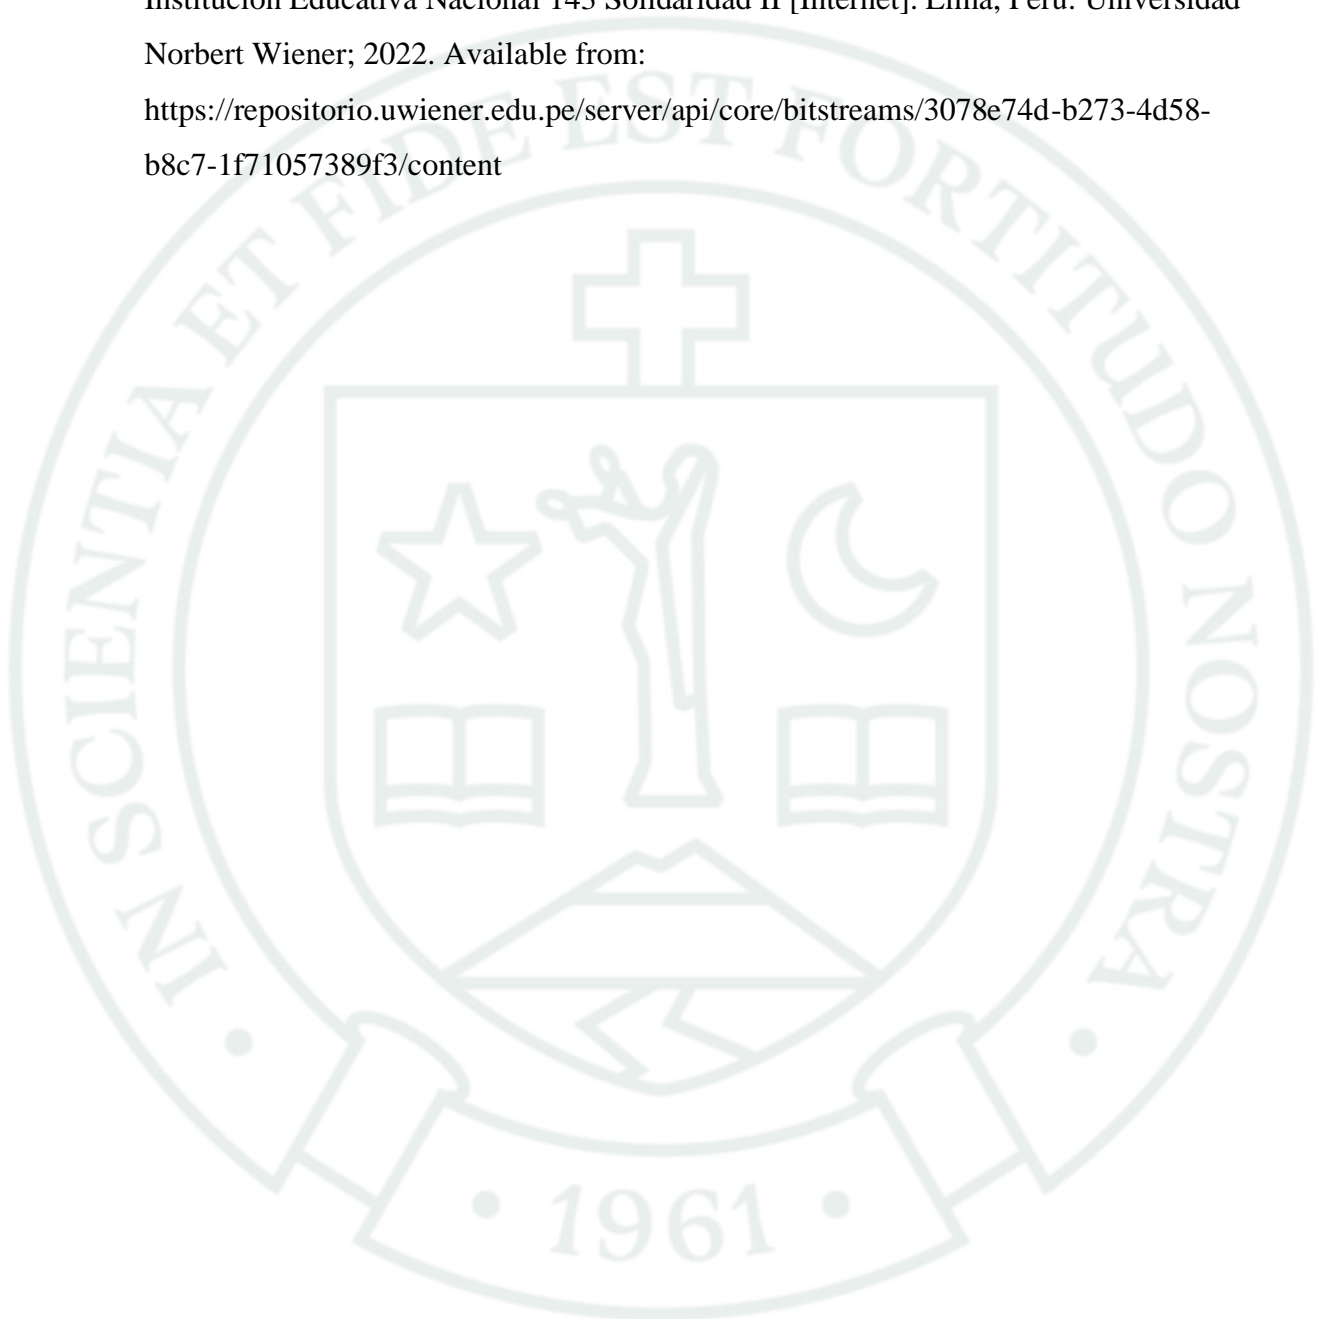 Institución Educativa Nacional 145 Solidaridad II [Internet]. Lima, Perú: Universidad
Norbert Wiener; 2022. Available from:
https://repositorio.uwiener.edu.pe/server/api/core/bitstreams/3078e74d-b273-4d58-
b8c7-1f71057389f3/content
IN SCIENTIA ET FIDE EST FORTITUDO NOSTRA
• 1961 •